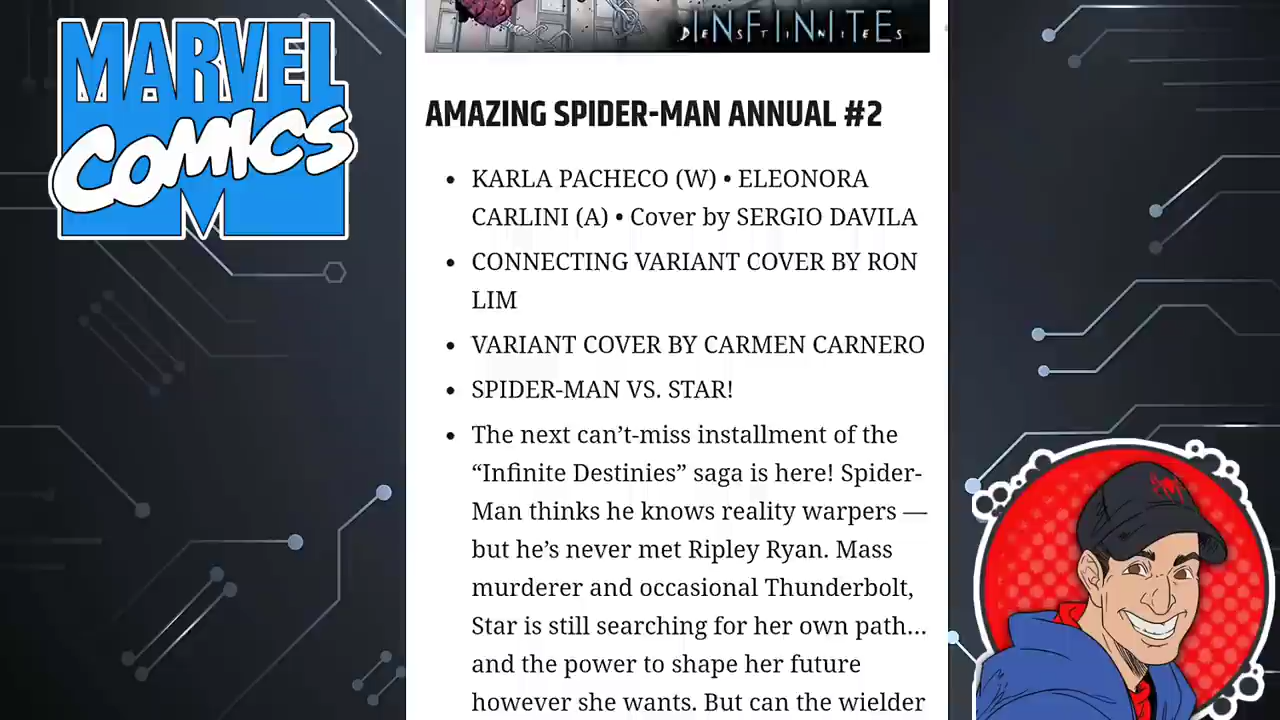 MARVEL
COMICS
M
INFINITE
DESTINIES
AMAZING SPIDER-MAN ANNUAL #2
• KARLA PACHECO (W) • ELEONORA
CARLINI (A) • Cover by SERGIO DAVILA
• CONNECTING VARIANT COVER BY RON
LIM
• VARIANT COVER BY CARMEN CARNERO
• SPIDER-MAN VS. STAR!
• The next can’t-miss installment of the
“Infinite Destinies” saga is here! Spider-
Man thinks he knows reality warpers —
but he’s never met Ripley Ryan. Mass
murderer and occasional Thunderbolt,
Star is still searching for her own path…
and the power to shape her future
however she wants. But can the wielder